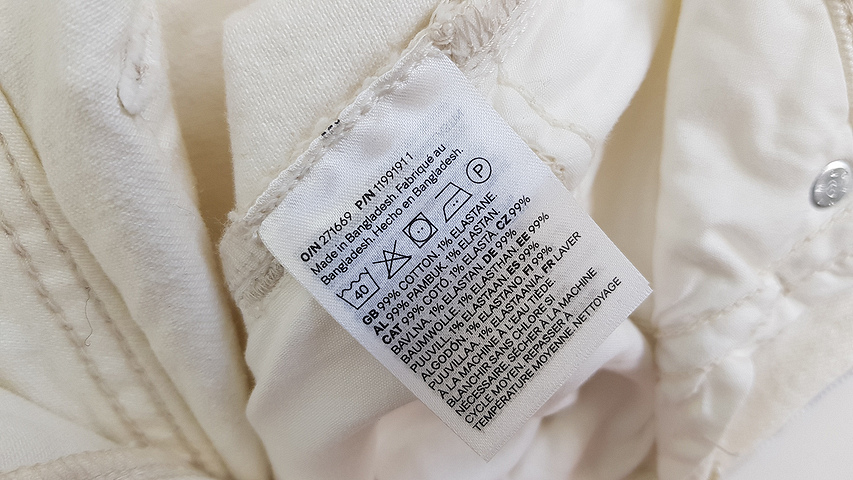 O/N 271669 P/N 11991911
Made in Bangladesh. Fabriqué au
Bangladesh. Hecho en Bangladesh.
40 P
GB 99% COTTON, 1% ELASTANE
AL 99% PAMBUK, 1% ELASTAN,
CAT 99% COTÓ, 1% ELASTÀ, CZ 99%
BAVLNA, 1% ELASTAN DE 99%
BAUMWOLLE, 1% ELASTHAN EE 99%
PUUVILL, 1% ELASTAAN ES 99%
ALGODÓN, 1% ELASTANO FI 99%
PUUVILLAA, 1% ELASTAANIA FR LAVER
À LA MACHINE À L'EAU TIÈDE.
BLANCHIR SANS CHLORE SI
NÉCESSAIRE. SÉCHER À LA MACHINE
CYCLE MOYEN. REPASSER À
TEMPÉRATURE MOYENNE. NETTOYAGE